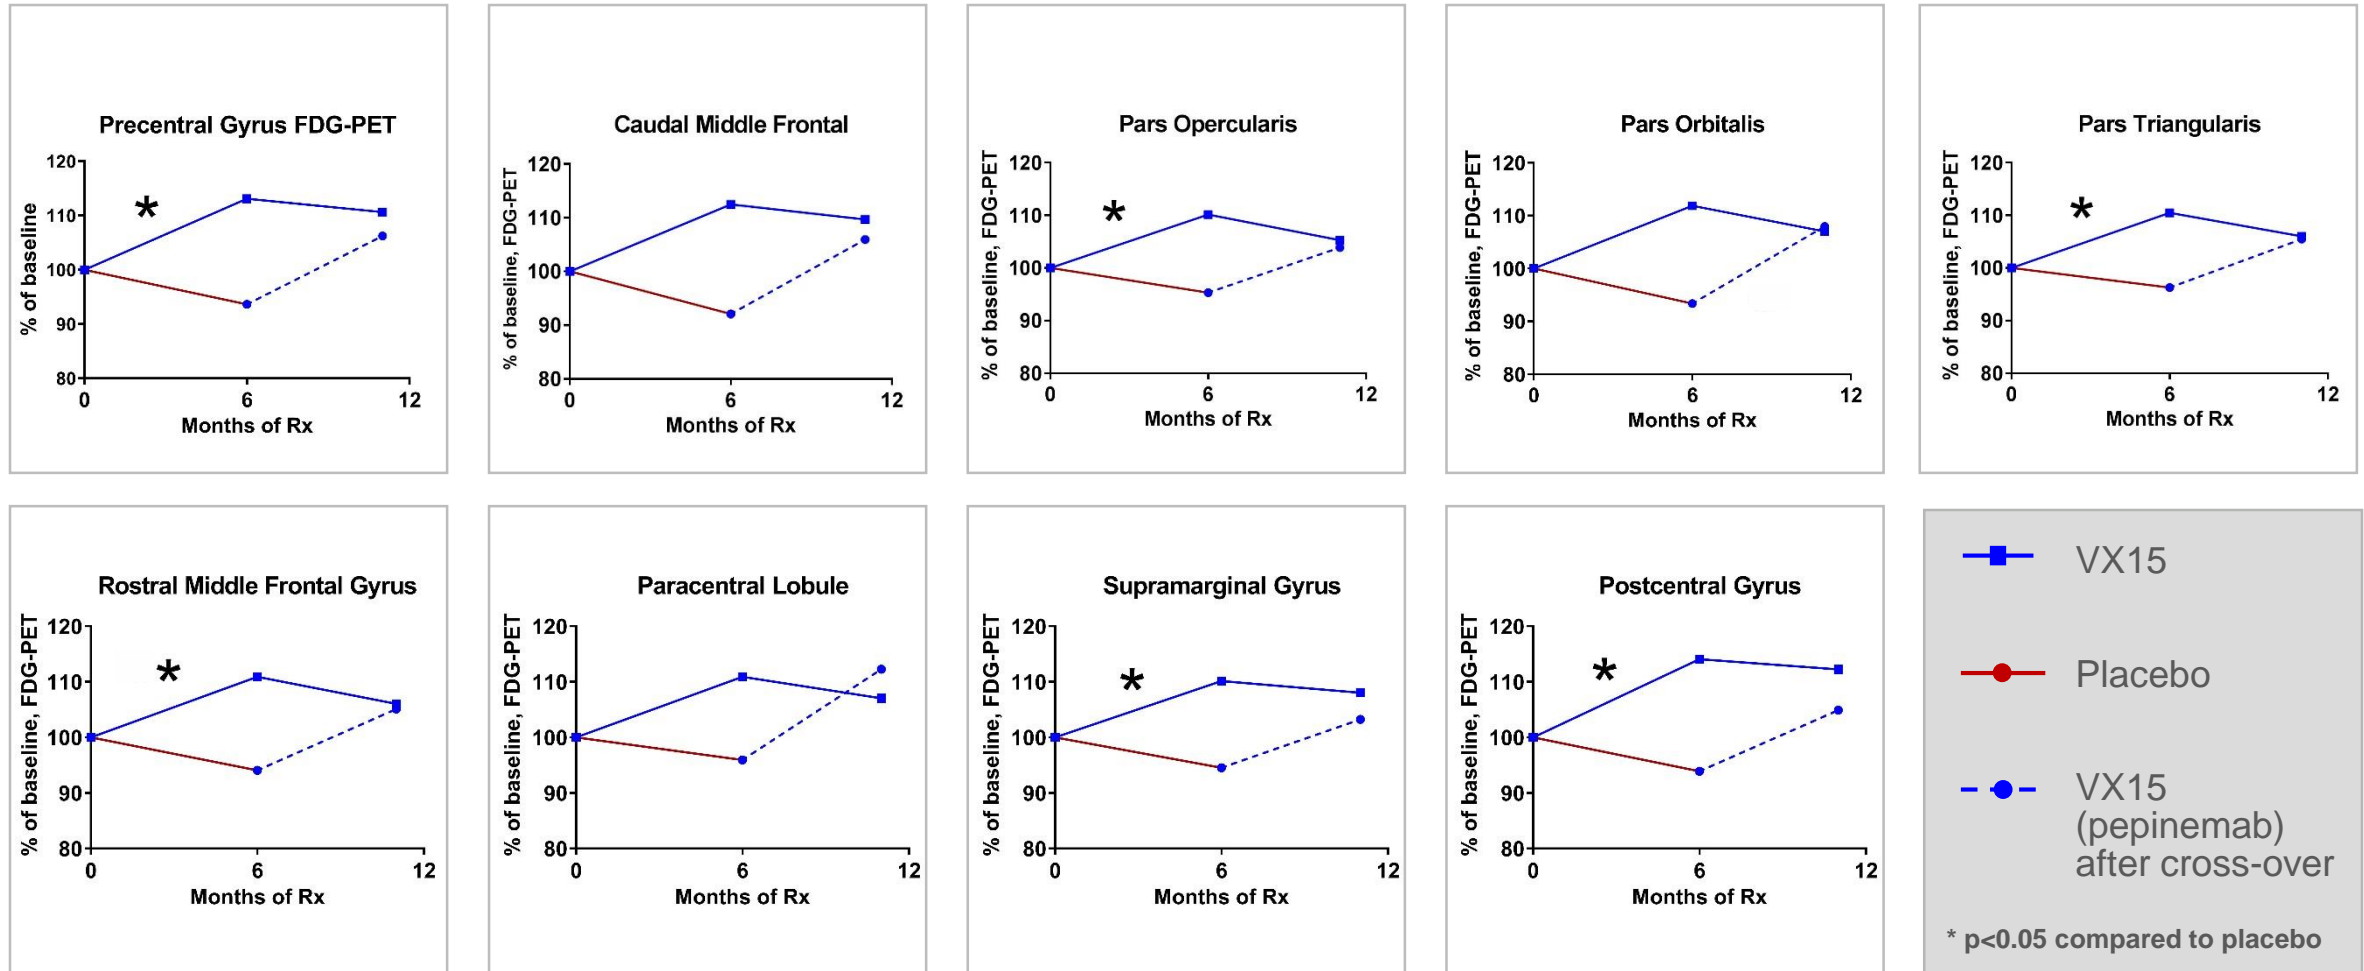 Precentral Gyrus FDG-PET
% of baseline
120
110
100
90
80
0
6
12
Months of Rx
Caudal Middle Frontal
% of baseline, FDG-PET
120
110
100
90
80
0
6
12
Months of Rx
*
Pars Opercularis
% of baseline, FDG-PET
120
110
100
90
80
0
6
12
Months of Rx
*
Pars Orbitalis
% of baseline, FDG-PET
120
110
100
90
80
0
6
12
Months of Rx
Pars Triangularis
% of baseline, FDG-PET
120
110
100
90
80
0
6
12
Months of Rx
*
Rostral Middle Frontal Gyrus
% of baseline, FDG-PET
120
110
100
90
80
0
6
12
Months of Rx
*
Paracentral Lobule
% of baseline, FDG-PET
120
110
100
90
80
0
6
12
Months of Rx
Supramarginal Gyrus
% of baseline, FDG-PET
120
110
100
90
80
0
6
12
Months of Rx
*
Postcentral Gyrus
% of baseline, FDG-PET
120
110
100
90
80
0
6
12
Months of Rx
*
VX15
Placebo
VX15
(pepinemab)
after cross-over
* p<0.05 compared to placebo